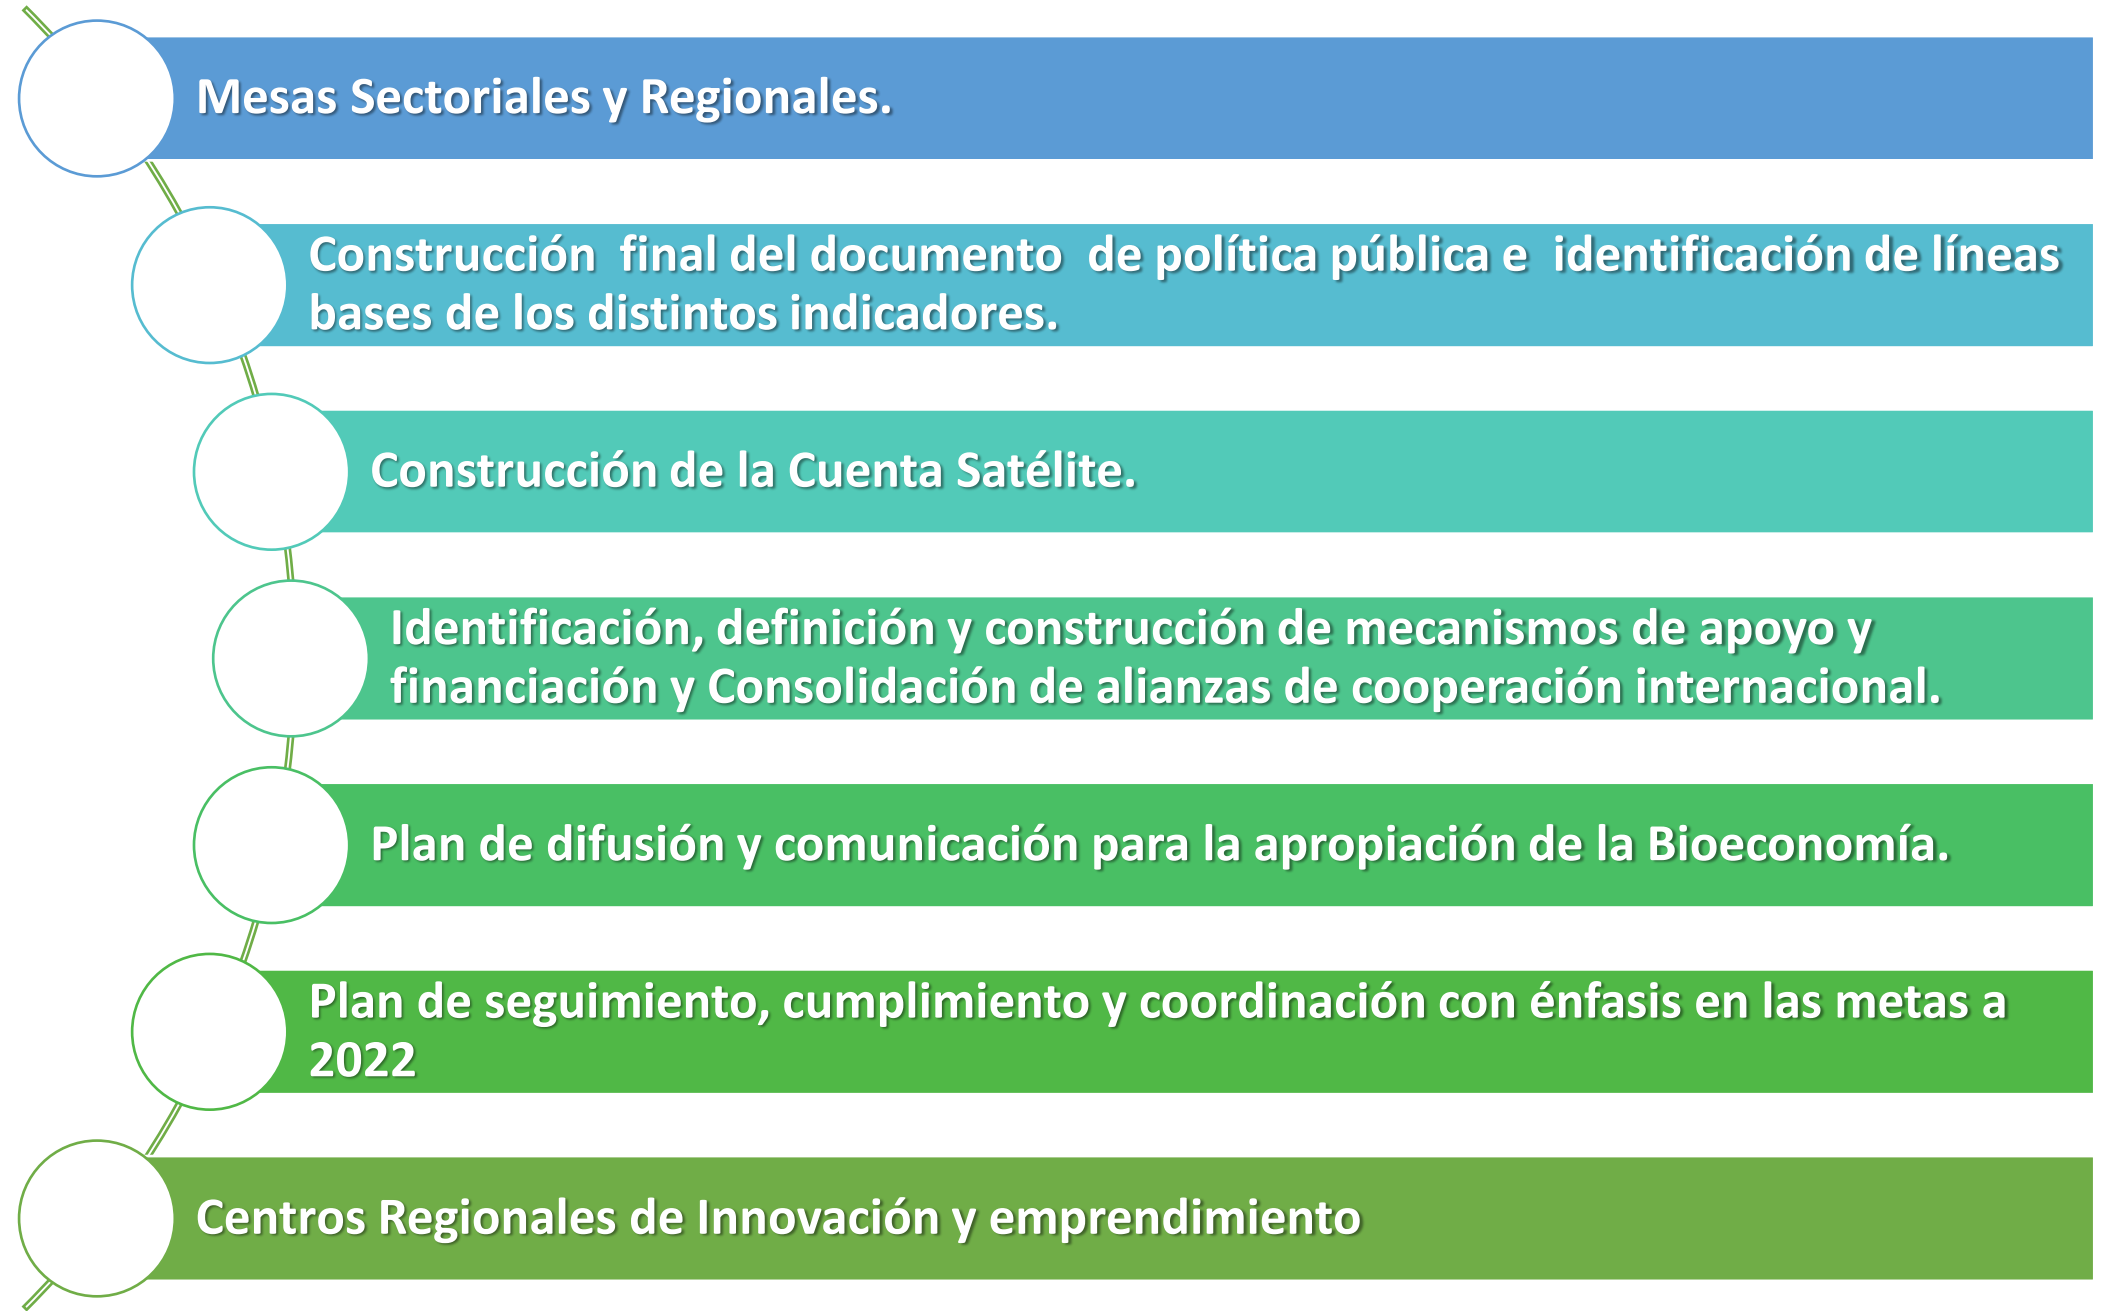 Mesas Sectoriales y Regionales.
Construcción final del documento de política pública e identificación de líneas
bases de los distintos indicadores.
Construcción de la Cuenta Satélite.
Identificación, definición y construcción de mecanismos de apoyo y
financiación y Consolidación de alianzas de cooperación internacional.
Plan de difusión y comunicación para la apropiación de la Bioeconomía.
Plan de seguimiento, cumplimiento y coordinación con énfasis en las metas a
2022
Centros Regionales de Innovación y emprendimiento